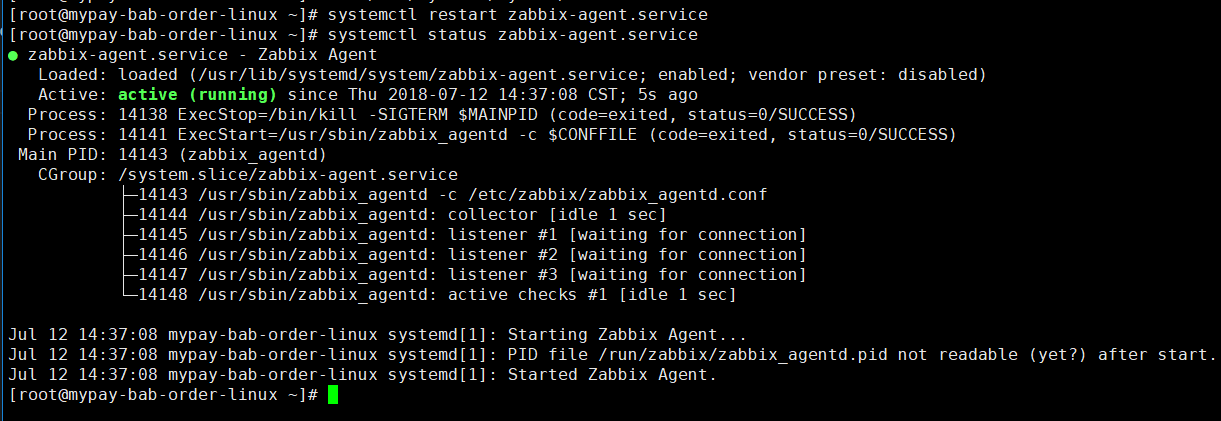 [root@mypay-bab-order-linux ~]# systemctl restart zabbix-agent.service
[root@mypay-bab-order-linux ~]# systemctl status zabbix-agent.service
● zabbix-agent.service - Zabbix Agent
   Loaded: loaded (/usr/lib/systemd/system/zabbix-agent.service; enabled; vendor preset: disabled)
   Active: active (running) since Thu 2018-07-12 14:37:08 CST; 5s ago
  Process: 14138 ExecStop=/bin/kill -SIGTERM $MAINPID (code=exited, status=0/SUCCESS)
  Process: 14141 ExecStart=/usr/sbin/zabbix_agentd -c $CONFFILE (code=exited, status=0/SUCCESS)
 Main PID: 14143 (zabbix_agentd)
   CGroup: /system.slice/zabbix-agent.service
           ├─14143 /usr/sbin/zabbix_agentd -c /etc/zabbix/zabbix_agentd.conf
           ├─14144 /usr/sbin/zabbix_agentd: collector [idle 1 sec]
           ├─14145 /usr/sbin/zabbix_agentd: listener #1 [waiting for connection]
           ├─14146 /usr/sbin/zabbix_agentd: listener #2 [waiting for connection]
           ├─14147 /usr/sbin/zabbix_agentd: listener #3 [waiting for connection]
           └─14148 /usr/sbin/zabbix_agentd: active checks #1 [idle 1 sec]
Jul 12 14:37:08 mypay-bab-order-linux systemd[1]: Starting Zabbix Agent...
Jul 12 14:37:08 mypay-bab-order-linux systemd[1]: PID file /run/zabbix/zabbix_agentd.pid not readable (yet?) after start.
Jul 12 14:37:08 mypay-bab-order-linux systemd[1]: Started Zabbix Agent.
[root@mypay-bab-order-linux ~]#